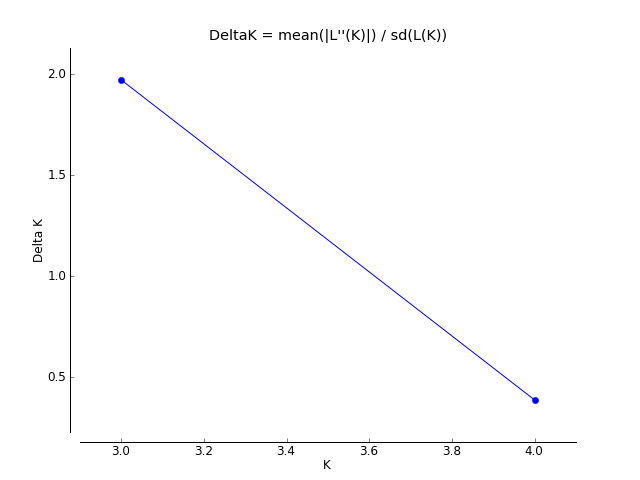 DeltaK = mean(|L''(K)|) / sd(L(K))
2.0
1.5
1.0
0.5
Delta K
3.0 3.2 3.4 3.6 3.8 4.0
K